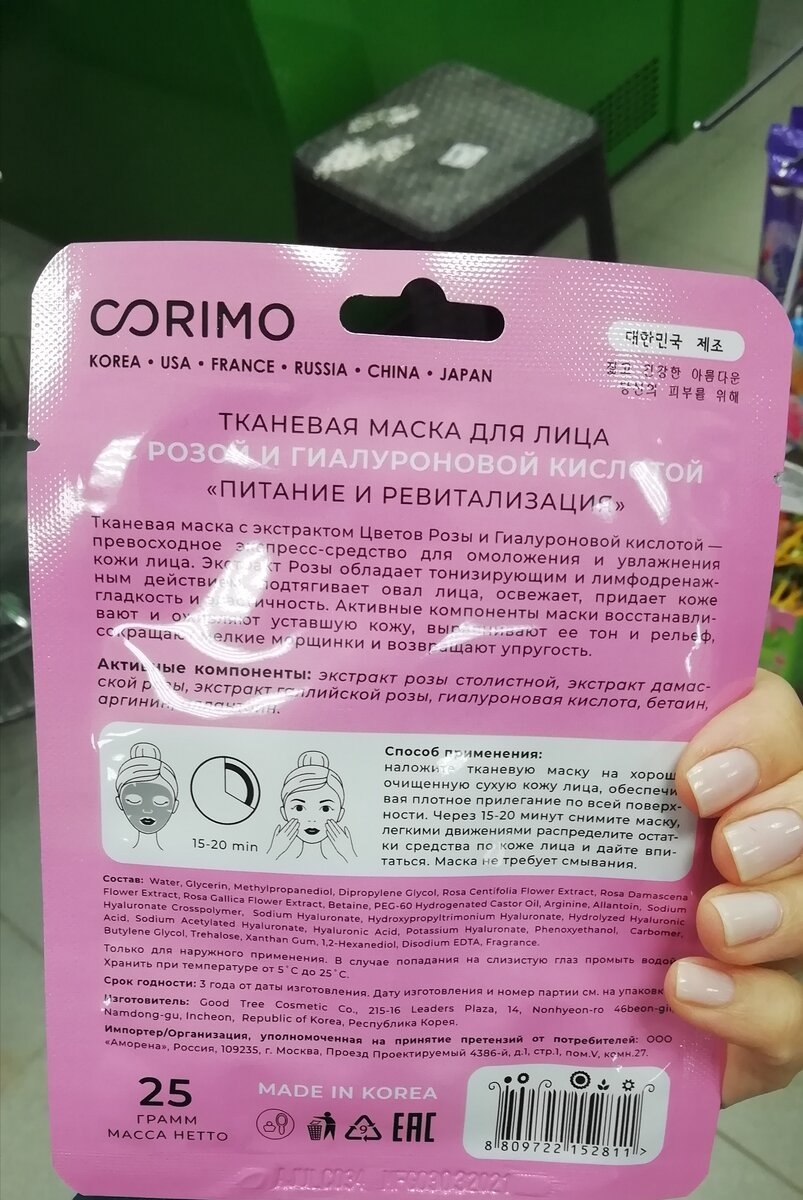 CORIMO
KOREA • USA • FRANCE • RUSSIA • CHINA • JAPAN
대한민국 제조
젊고 건강한 아름다운
당신의 피부를 위해
ТКАНЕВАЯ МАСКА ДЛЯ ЛИЦА
С РОЗОЙ И ГИАЛУРОНОВОЙ КИСЛОТОЙ
«ПИТАНИЕ И РЕВИТАЛИЗАЦИЯ»
Тканевая маска с экстрактом Цветов Розы и Гиалуроновой кислотой —
превосходное экспресс-средство для омоложения и увлажнения
кожи лица. Экстракт Розы обладает тонизирующим и лимфодренаж-
ным действием, подтягивает овал лица, освежает, придает коже
гладкость и эластичность. Активные компоненты маски восстанавли-
вают и оживляют уставшую кожу, выравнивают ее тон и рельеф,
сокращают мелкие морщинки и возвращают упругость.
Активные компоненты: экстракт розы столистной, экстракт дамас-
ской розы, экстракт галлийской розы, гиалуроновая кислота, бетаин,
аргинин, аллантоин.
Способ применения:
наложите тканевую маску на хорошо
очищенную сухую кожу лица, обеспечи
вая плотное прилегание по всей поверх-
ности. Через 15-20 минут снимите маску,
легкими движениями распределите остат-
ки средства по коже лица и дайте впи-
таться. Маска не требует смывания.
15-20 min
Состав: Water, Glycerin, Methylpropanediol, Dipropylene Glycol, Rosa Centifolia Flower Extract, Rosa Damascena
Flower Extract, Rosa Gallica Flower Extract, Betaine, PEG-60 Hydrogenated Castor Oil, Arginine, Allantoin, Sodium
Hyaluronate Crosspolymer, Sodium Hyaluronate, Hydroxypropyltrimonium Hyaluronate, Hydrolyzed Hyaluronic
Acid, Sodium Acetylated Hyaluronate, Hyaluronic Acid, Potassium Hyaluronate, Phenoxyethanol, Carbomer,
Butylene Glycol, Trehalose, Xanthan Gum, 1,2-Hexanediol, Disodium EDTA, Fragrance.
Только для наружного применения. В случае попадания на слизистую глаз промыть водой.
Хранить при температуре от 5˚C до 25˚C.
Срок годности: 3 года от даты изготовления. Дату изготовления и номер партии см. на упаковке
Изготовитель: Good Tree Cosmetic Co., 215-16 Leaders Plaza, 14, Nonhyeon-ro 46beon-gil,
Namdong-gu, Incheon, Republic of Korea, Республика Корея.
Импортер/Организация, уполномоченная на принятие претензий от потребителей: ООО
«Аморена», Россия, 109235, г. Москва, Проезд Проектируемый 4386-й, д.1, стр.1, пом.V, комн.27.
25
ГРАММ
МАССА НЕТТО
MADE IN KOREA
9
EAC
8 809722 152811 >